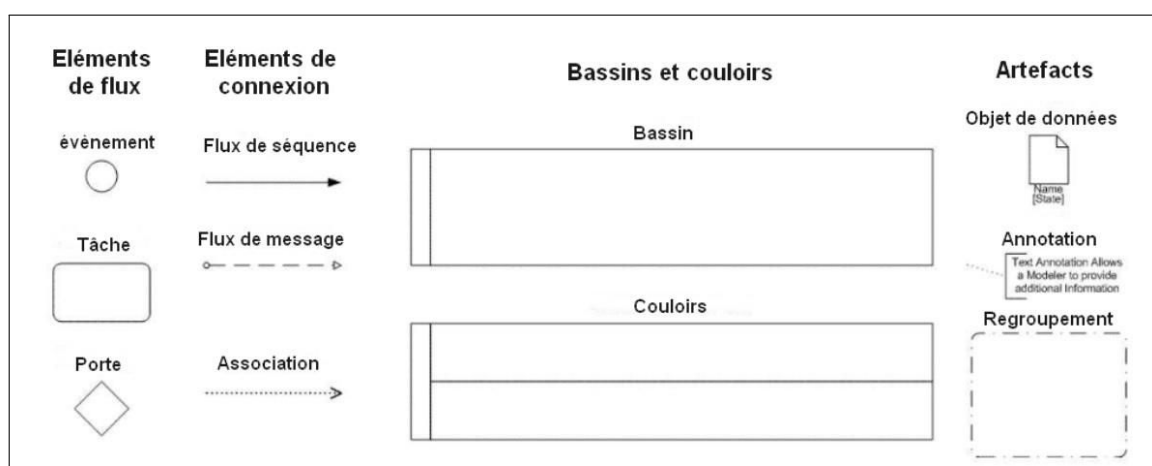 Eléments
de flux
évènement
Tâche
Porte
Eléments de
connexion
Flux de séquence
Flux de message
Association
Bassins et couloirs
Bassin
Couloirs
Artefacts
Objet de données
Name
[State]
Annotation
Text Annotation Allows
a Modeler to provide
additional Information
Regroupement